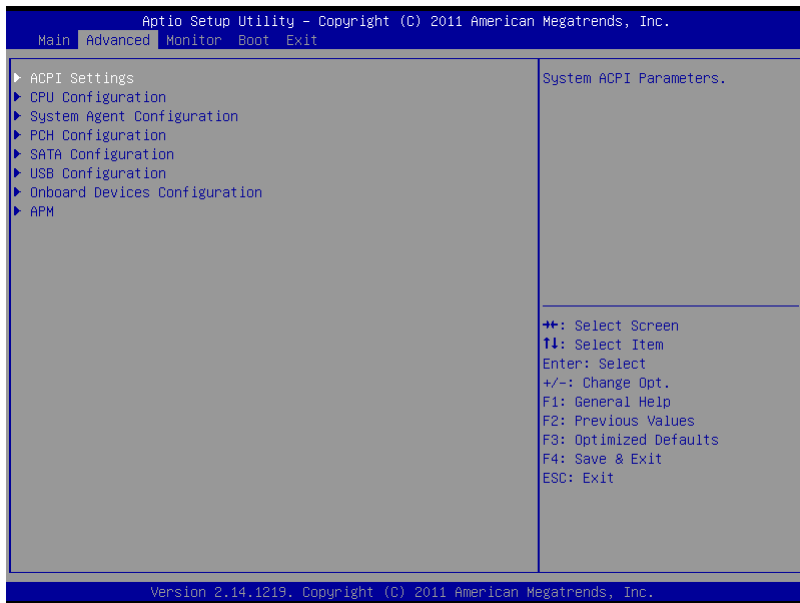 Aptio Setup Utility – Copyright (C) 2011 American Megatrends, Inc.
Main Advanced Monitor Boot Exit
ACPI Settings
CPU Configuration
System Agent Configuration
PCH Configuration
SATA Configuration
USB Configuration
Onboard Devices Configuration
APM
System ACPI Parameters.
→←: Select Screen
↑↓: Select Item
Enter: Select
+/-: Change Opt.
F1: General Help
F2: Previous Values
F3: Optimized Defaults
F4: Save & Exit
ESC: Exit
Version 2.14.1219. Copyright (C) 2011 American Megatrends, Inc.